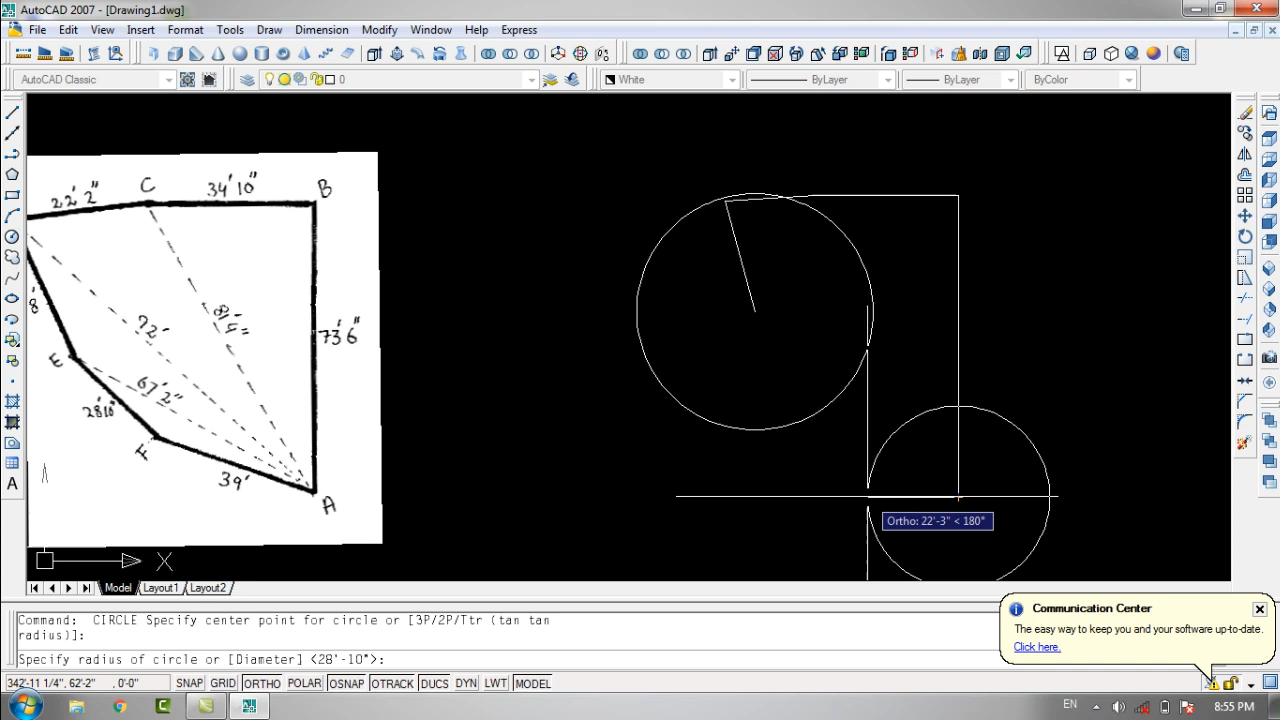 AutoCAD 2007 - [Drawing1.dwg]
File Edit View Insert Format Tools Draw Dimension Modify Window Help Express
AutoCAD Classic 0 White ByLayer ByLayer ByColor
22' 2" C 34' 10" B
8'
72'
73' 6"
E
67' 2"
28'10"
F
39'
A
X
Ortho: 22'-3" < 180°
Model Layout1 Layout2
Command: CIRCLE Specify center point for circle or [3P/2P/Ttr (tan tan
radius)]:
Specify radius of circle or [Diameter] <28'-10">:
Communication Center
The easy way to keep you and your software up-to-date.
Click here.
342'-11 1/4", 62'-2" , 0'-0" SNAP GRID ORTHO POLAR OSNAP OTRACK DUCS DYN LWT MODEL
EN 8:55 PM